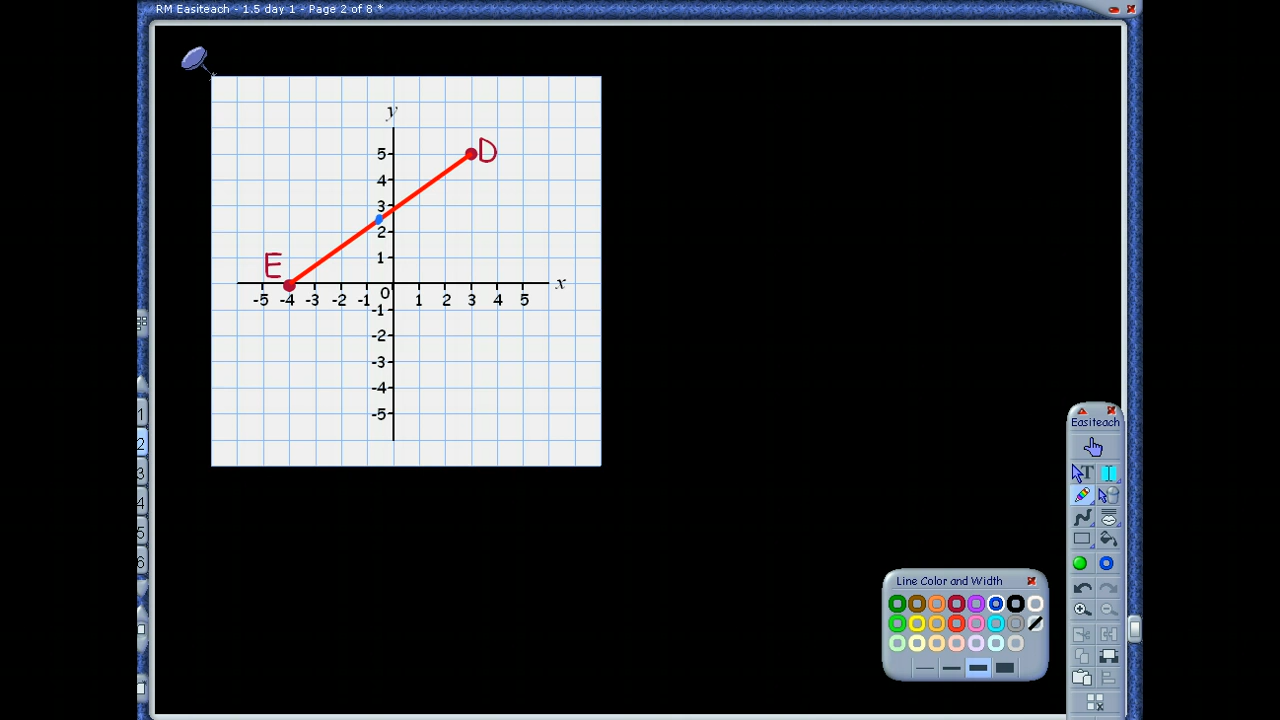 RM Easiteach - 1.5 day 1 - Page 2 of 8 *
y
5
D
4
3
2
E
1
x
-5 -4 -3 -2 -1 0 1 2 3 4 5
-1
-2
-3
-4
-5
1
2
3
4
5
6
Easiteach
T
Line Color and Width